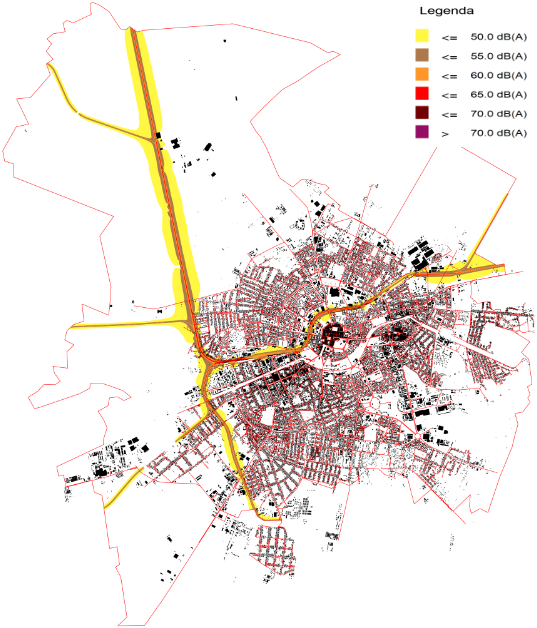 Legenda
<= 50.0 dB(A)
<= 55.0 dB(A)
<= 60.0 dB(A)
<= 65.0 dB(A)
<= 70.0 dB(A)
> 70.0 dB(A)